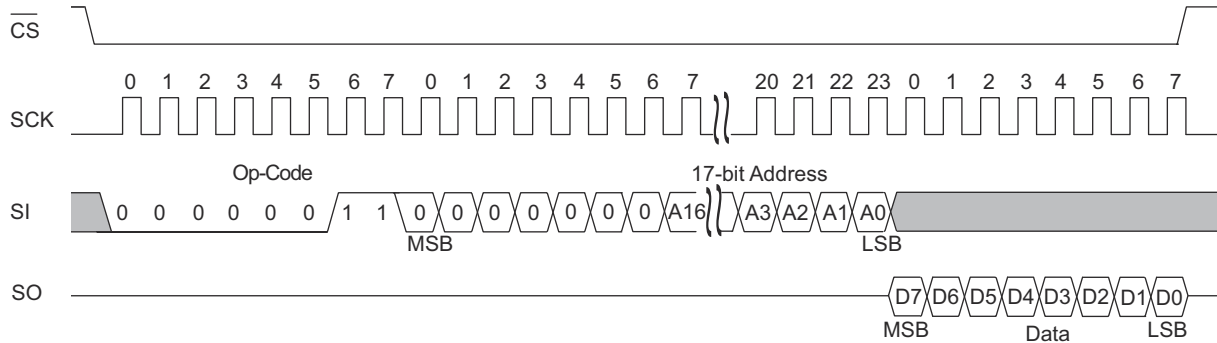 CS
0 1 2 3 4 5 6 7 0 1 2 3 4 5 6 7 20 21 22 23 0 1 2 3 4 5 6 7
SCK
Op-Code 17-bit Address
SI 0 0 0 0 0 0 1 1 0 0 0 0 0 0 0 A16 A3 A2 A1 A0
MSB LSB
SO D7 D6 D5 D4 D3 D2 D1 D0
MSB Data LSB